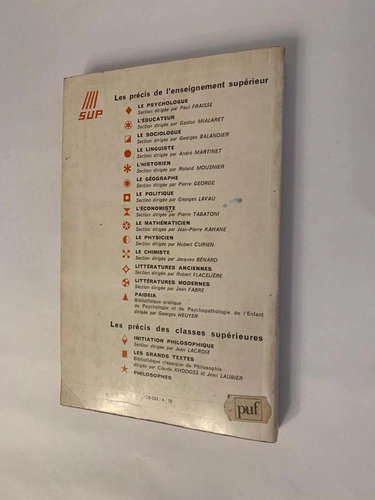 SUP
Les précis de l'enseignement supérieur
LE PSYCHOLOGUE
Section dirigée par Paul FRAISSE
L'ÉDUCATEUR
Section dirigée par Gaston MIALARET
LE SOCIOLOGUE
Section dirigée par Georges BALANDIER
LE LINGUISTE
Section dirigée par André MARTINET
L'HISTORIEN
Section dirigée par Roland MOUSNIER
LE GÉOGRAPHE
Section dirigée par Pierre GEORGE
LE POLITIQUE
Section dirigée par Georges LAVAU
L'ÉCONOMISTE
Section dirigée par Pierre TABATONI
LE MATHÉMATICIEN
Section dirigée par Jean-Pierre KAHANE
LE PHYSICIEN
Section dirigée par Hubert CURIEN
LE CHIMISTE
Section dirigée par Jacques BÉNARD
LITTÉRATURES ANCIENNES
Section dirigée par Robert FLACELIÈRE
LITTÉRATURES MODERNES
Section dirigée par Jean FABRE
PAIDEIA
Bibliothèque pratique
de Psychologie et de Psychopathologie de l'Enfant
dirigée par Georges HEUYER
Les précis des classes supérieures
INITIATION PHILOSOPHIQUE
Section dirigée par Jean LACROIX
LES GRANDS TEXTES
Bibliothèque classique de Philosophie
dirigée par Claude KHODOSS et Jean LAUBIER
PHILOSOPHES
puf